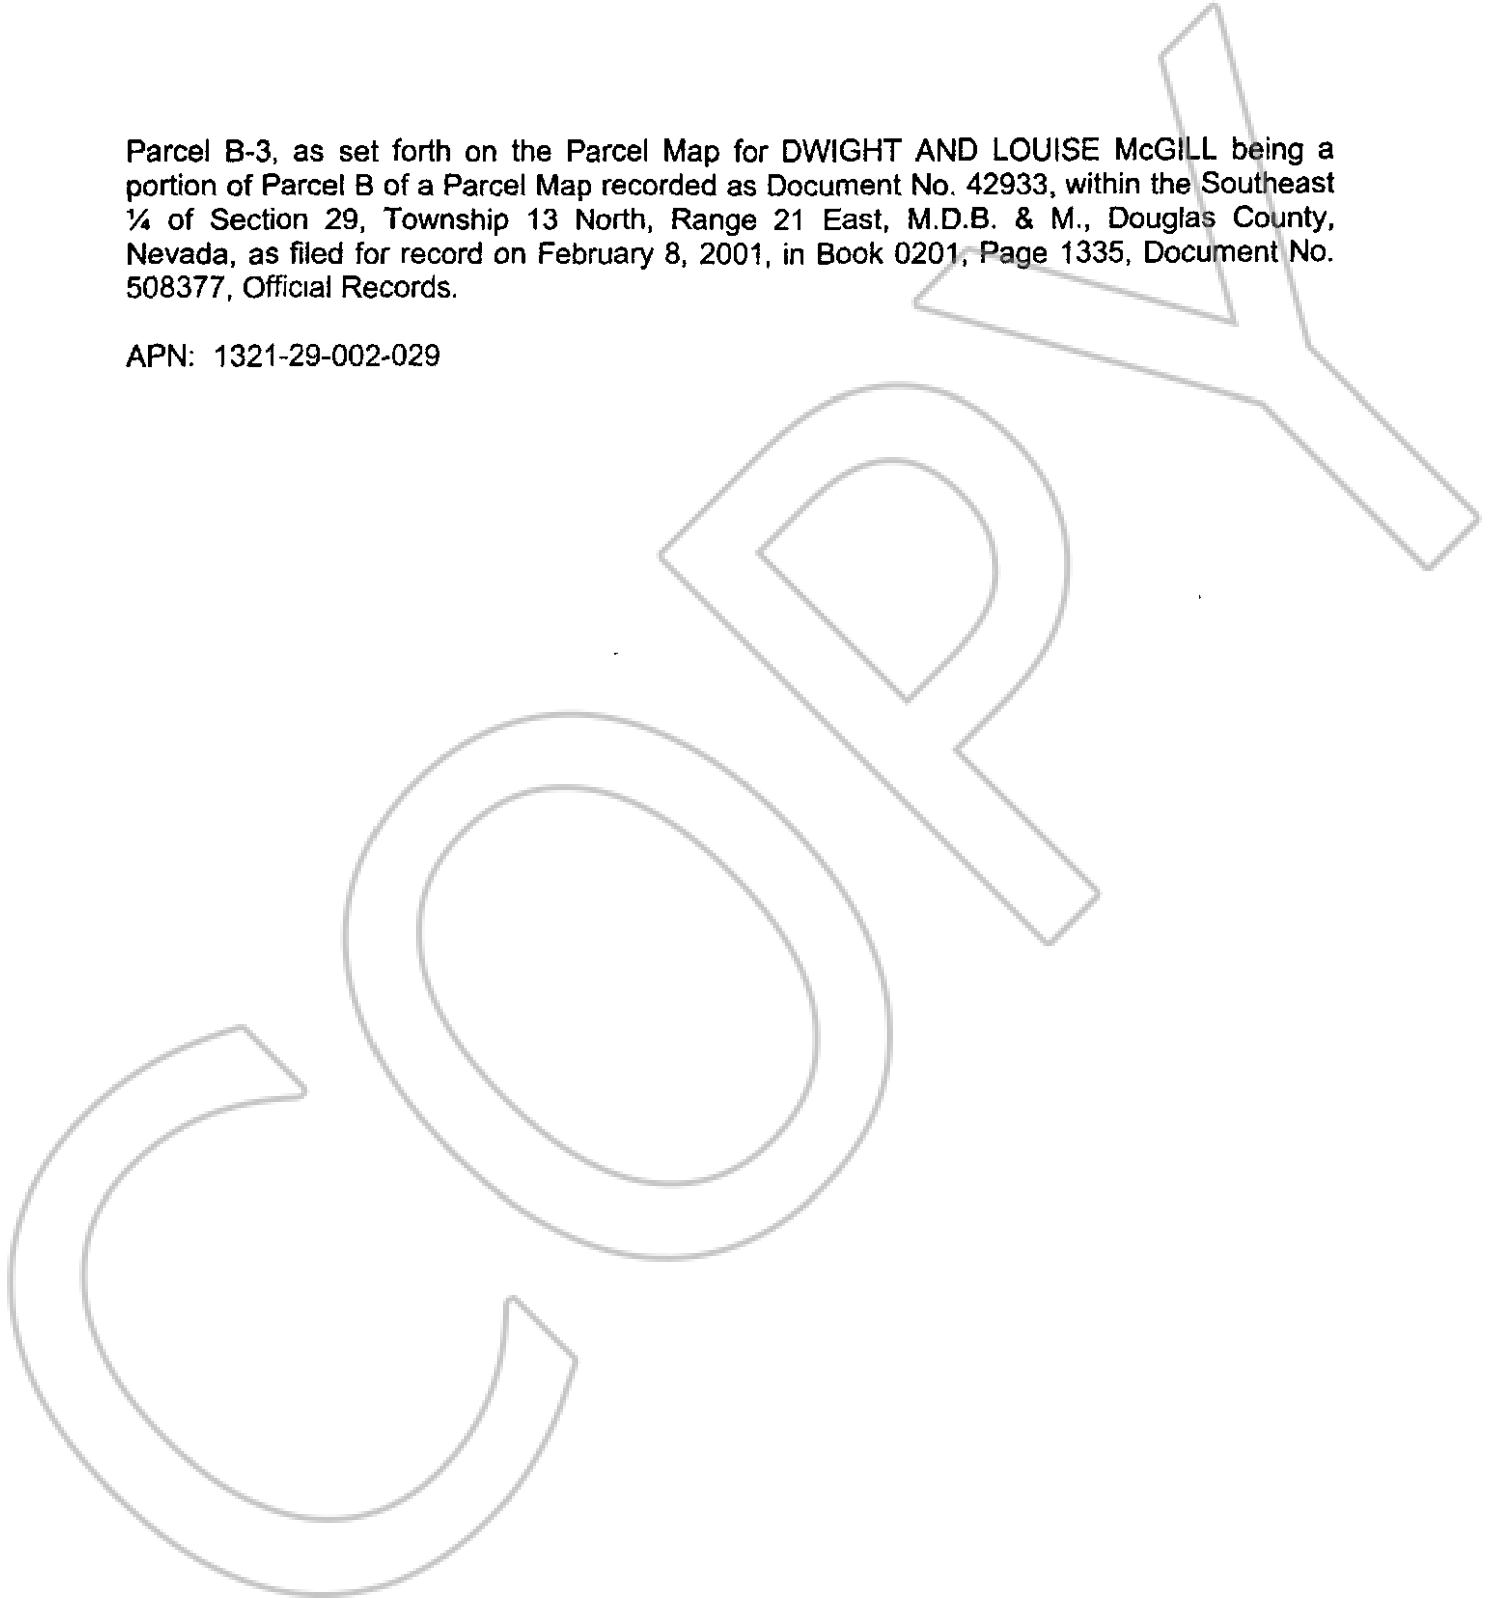 Parcel B-3, as set forth on the Parcel Map for DWIGHT AND LOUISE McGILL being a
portion of Parcel B of a Parcel Map recorded as Document No. 42933, within the Southeast
¼ of Section 29, Township 13 North, Range 21 East, M.D.B. & M., Douglas County,
Nevada, as filed for record on February 8, 2001, in Book 0201, Page 1335, Document No.
508377, Official Records.
APN: 1321-29-002-029
COPY